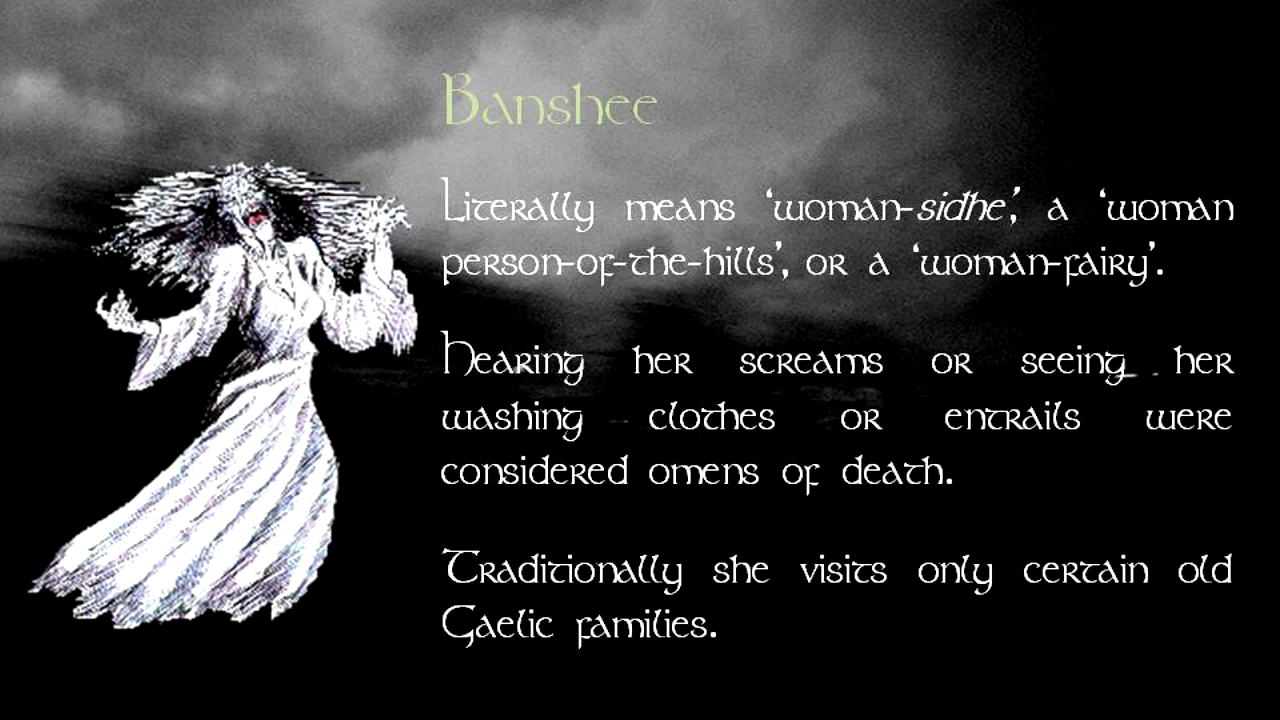 Banshee
Literally means ‘woman-sidhe’, a ‘woman
person-of-the-hills’, or a ‘woman-fairy’.
Hearing her screams or seeing her
washing clothes or entrails were
considered omens of death.
Traditionally she visits only certain old
Gaelic families.